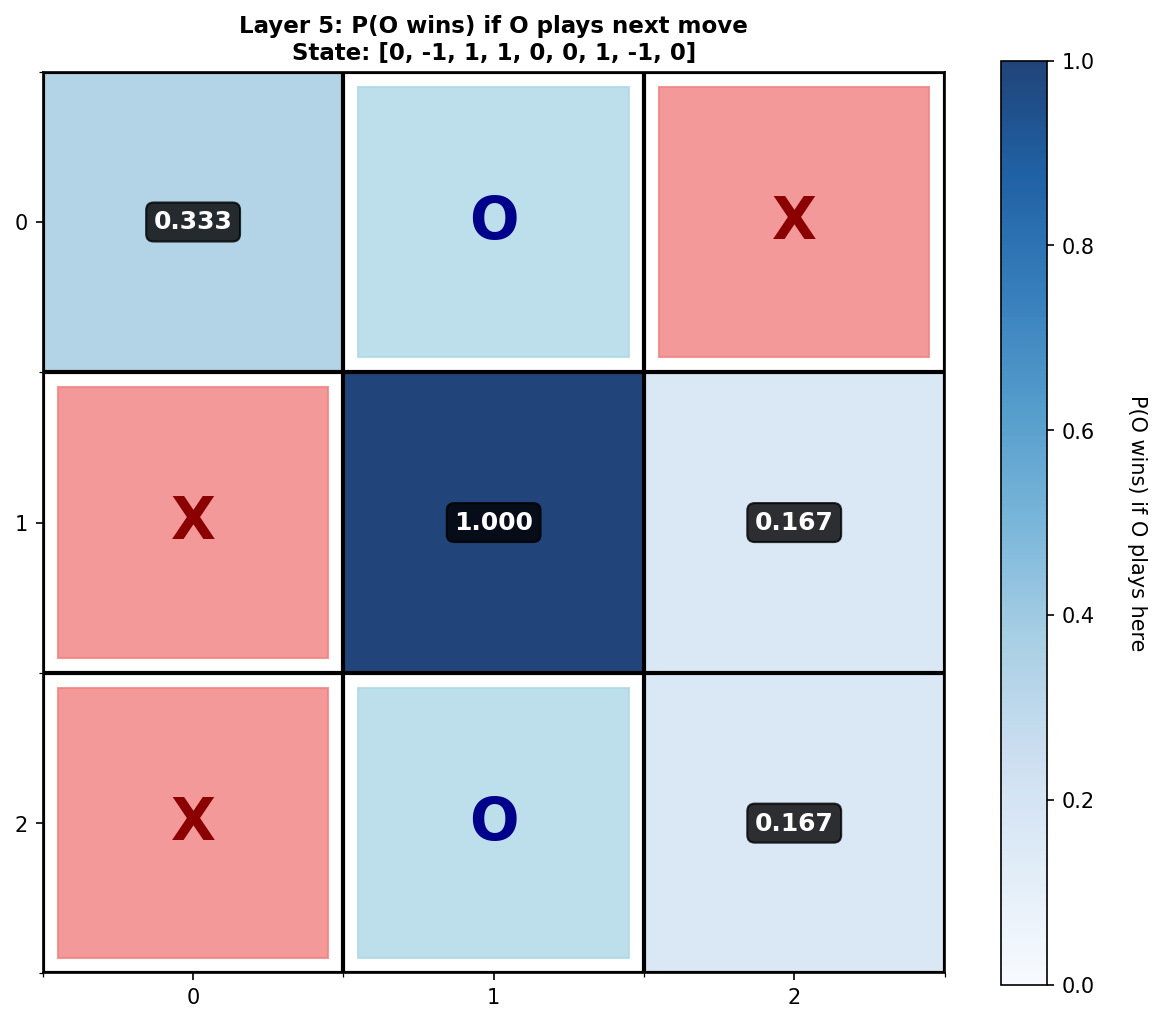 Layer 5: P(O wins) if O plays next move
State: [0, -1, 1, 1, 0, 0, 1, -1, 0]
0
0.333
O
X
1
X
1.000
0.167
2
X
O
0.167
0
1
2
1.0
0.8
0.6
0.4
0.2
0.0
P(O wins) if O plays here